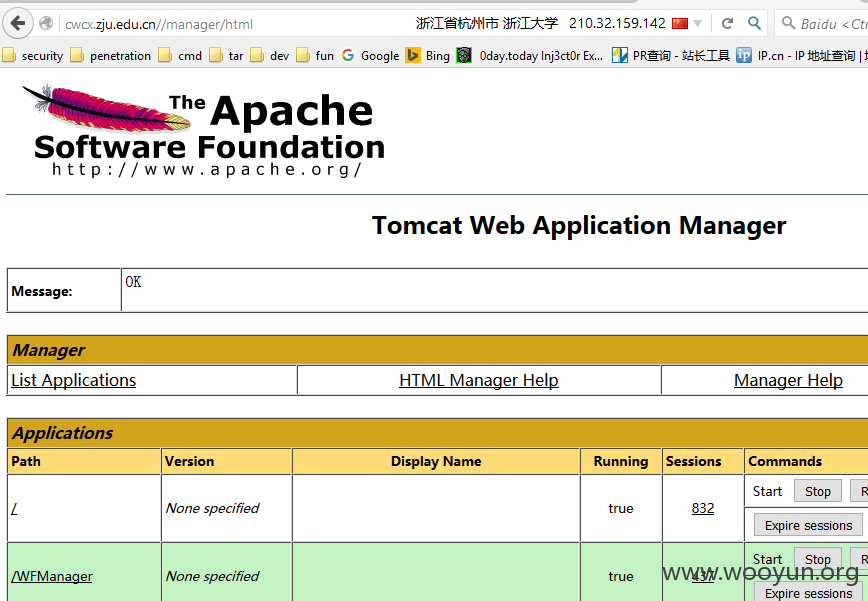 cwcx.zju.edu.cn//manager/html 浙江省杭州市 浙江大学 210.32.159.142 Baidu <Ctr
security penetration cmd tar dev fun Google Bing 0day.today Inj3ct0r Ex... PR查询 - 站长工具 IP.cn - IP 地址查询 | 地
The Apache
Software Foundation
http://www.apache.org/
Tomcat Web Application Manager
Message: OK
Manager
List Applications HTML Manager Help Manager Help
Applications
Path Version Display Name Running Sessions Commands
/ None specified true 832 Start Stop R
Expire sessions
/WFManager None specified true 437 Start Stop R
www.wooyun.org
Expire sessions